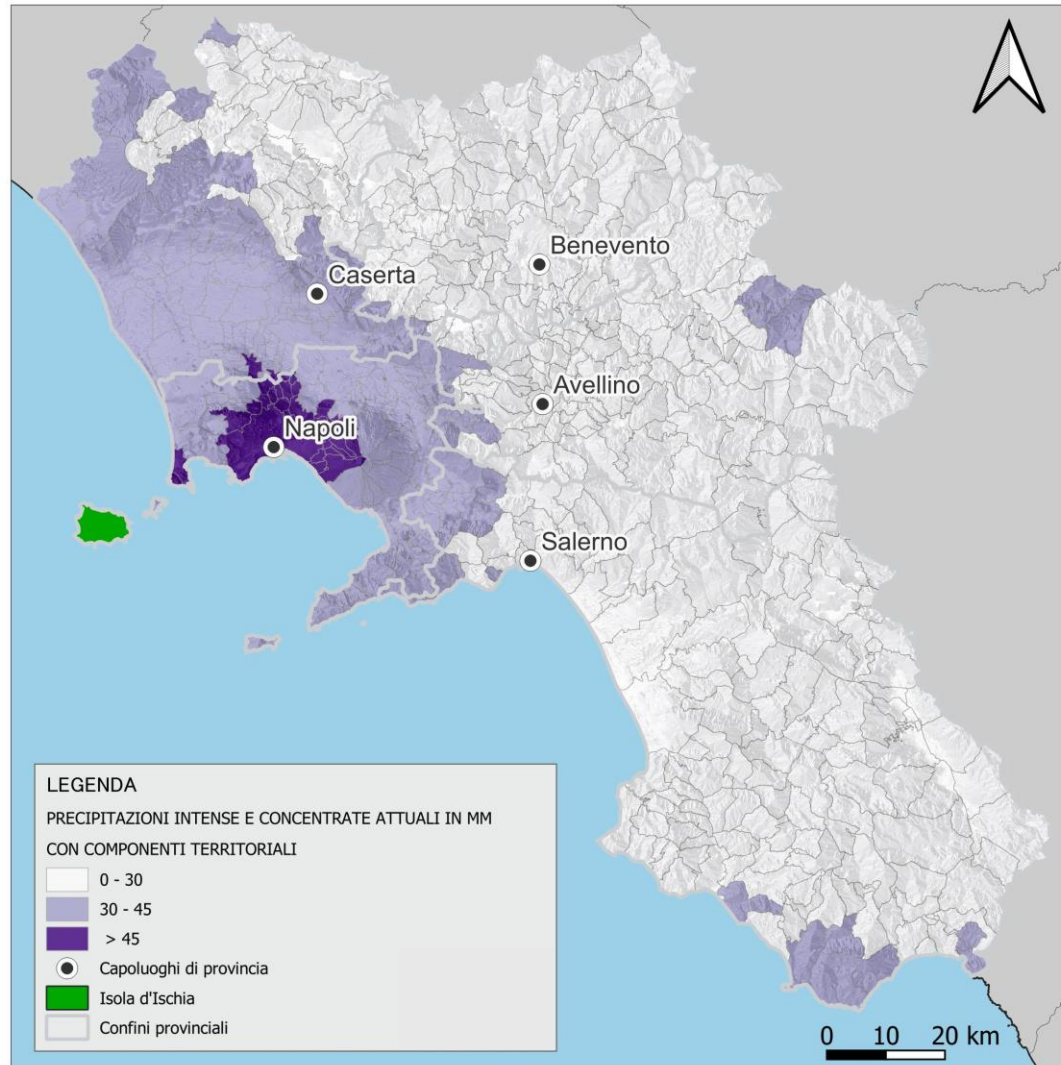 Benevento
Caserta
Avellino
Napoli
Salerno
LEGENDA
PRECIPITAZIONI INTENSE E CONCENTRATE ATTUALI IN MM
CON COMPONENTI TERRITORIALI
0 - 30
30 - 45
> 45
Capoluoghi di provincia
Isola d'Ischia
Confini provinciali
0 10 20 km